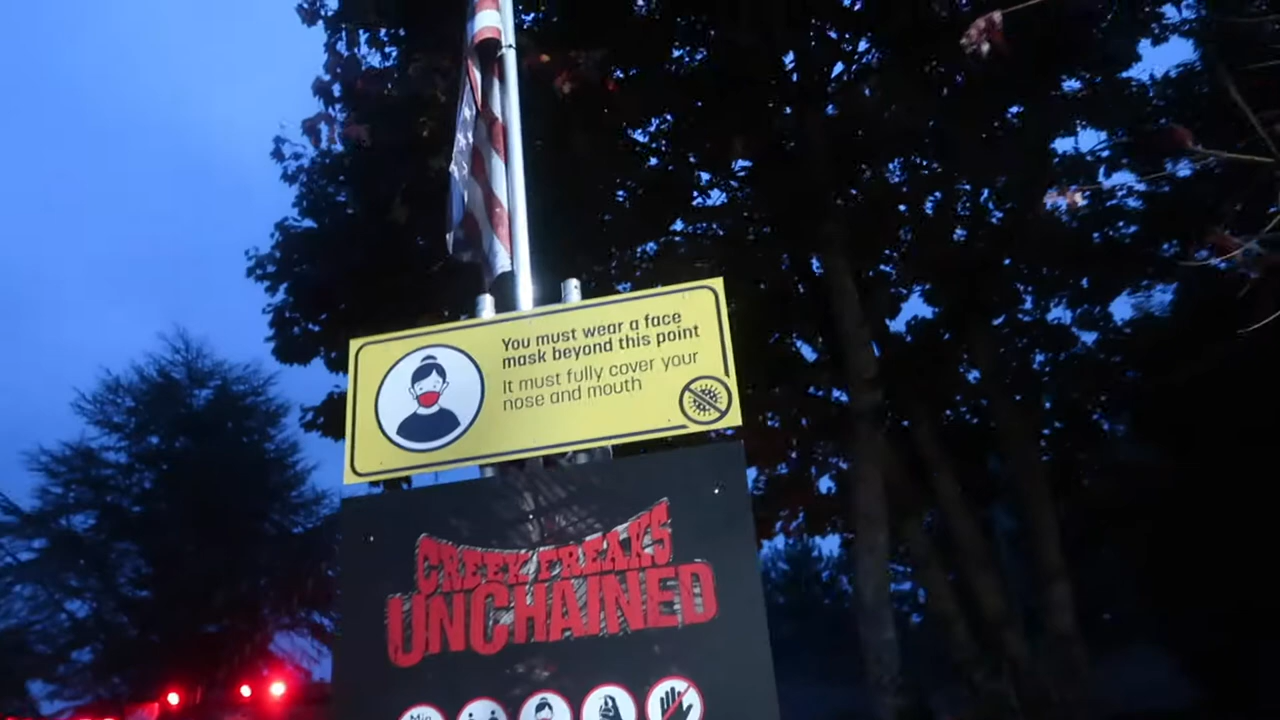 You must wear a face
mask beyond this point
It must fully cover your
nose and mouth
CREEK FREAKS
UNCHAINED
Min